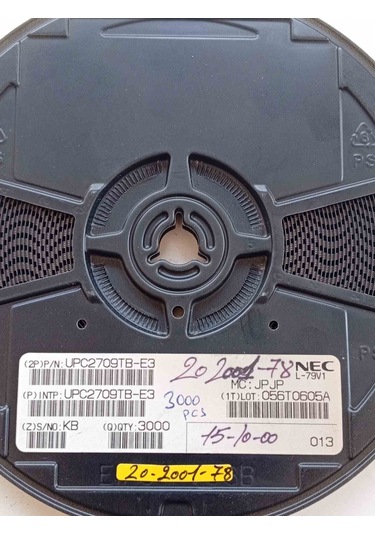 (2P)P/N: UPC2709TB-E3
20 2001-78 NEC
L-79V1
MC: JPJP
(P)INTP: UPC2709TB-E3
3000 pcs
(1T)LOT: 056T0605A
(Z)S/NO: KB (Q)QTY: 3000
15-10-00
013
20-2001-78
PS